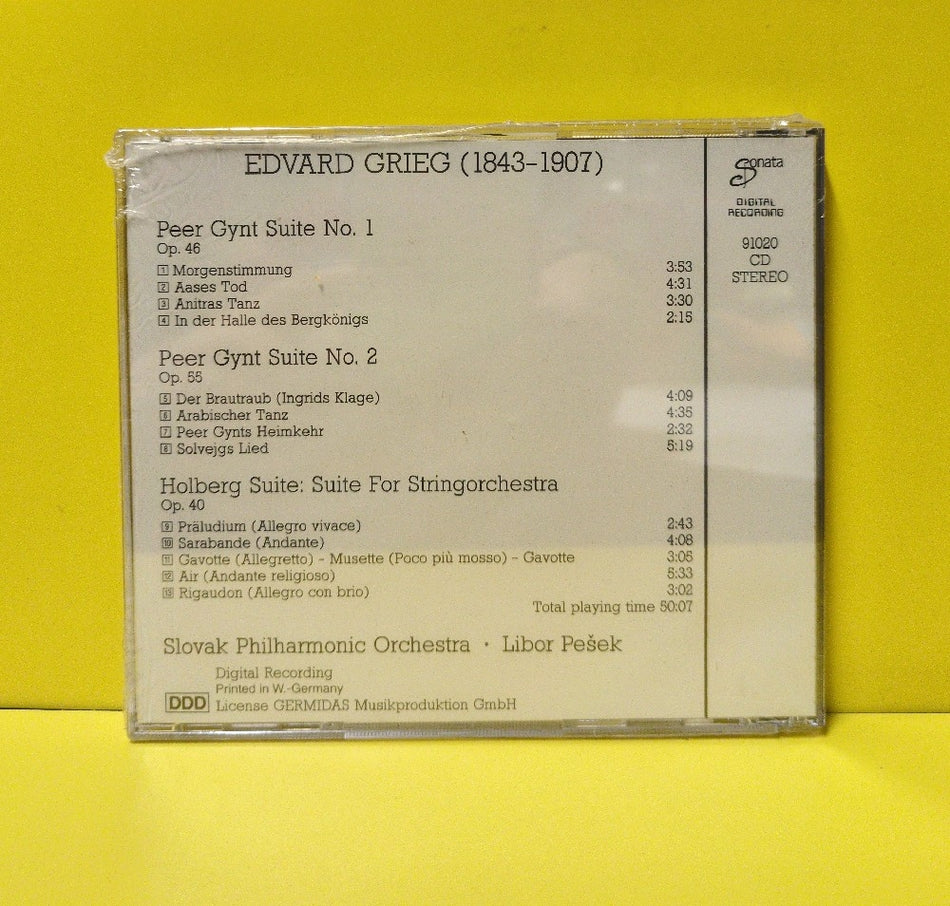 EDVARD GRIEG (1843-1907)
Peer Gynt Suite No. 1
Op. 46
1 Morgenstimmung 3:53
2 Aases Tod 4:31
3 Anitras Tanz 3:30
4 In der Halle des Bergkönigs 2:15
Peer Gynt Suite No. 2
Op. 55
5 Der Brautraub (Ingrids Klage) 4:09
6 Arabischer Tanz 4:35
7 Peer Gynts Heimkehr 2:32
8 Solvejgs Lied 5:19
Holberg Suite: Suite For Stringorchestra
Op. 40
9 Präludium (Allegro vivace) 2:43
10 Sarabande (Andante) 4:08
11 Gavotte (Allegretto) - Musette (Poco più mosso) - Gavotte 3:05
12 Air (Andante religioso) 5:33
13 Rigaudon (Allegro con brio) 3:02
Total playing time 50:07
Slovak Philharmonic Orchestra · Libor Pešek
Digital Recording
Printed in W.-Germany
DDD License GERMIDAS Musikproduktion GmbH
Sonata
DIGITAL
RECORDING
91020
CD
STEREO